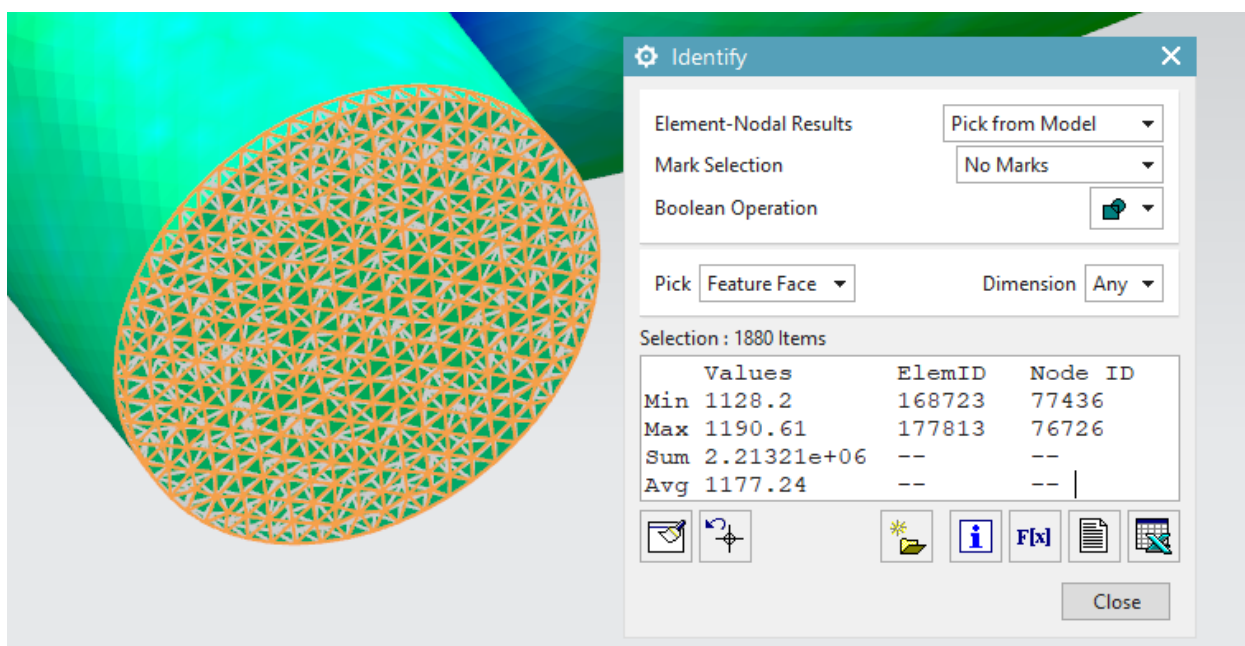 Identify
Element-Nodal Results Pick from Model
Mark Selection No Marks
Boolean Operation
Pick Feature Face Dimension Any
Selection : 1880 Items
Values ElemID Node ID
Min 1128.2 168723 77436
Max 1190.61 177813 76726
Sum 2.21321e+06 -- --
Avg 1177.24 -- --
i F[x]
Close